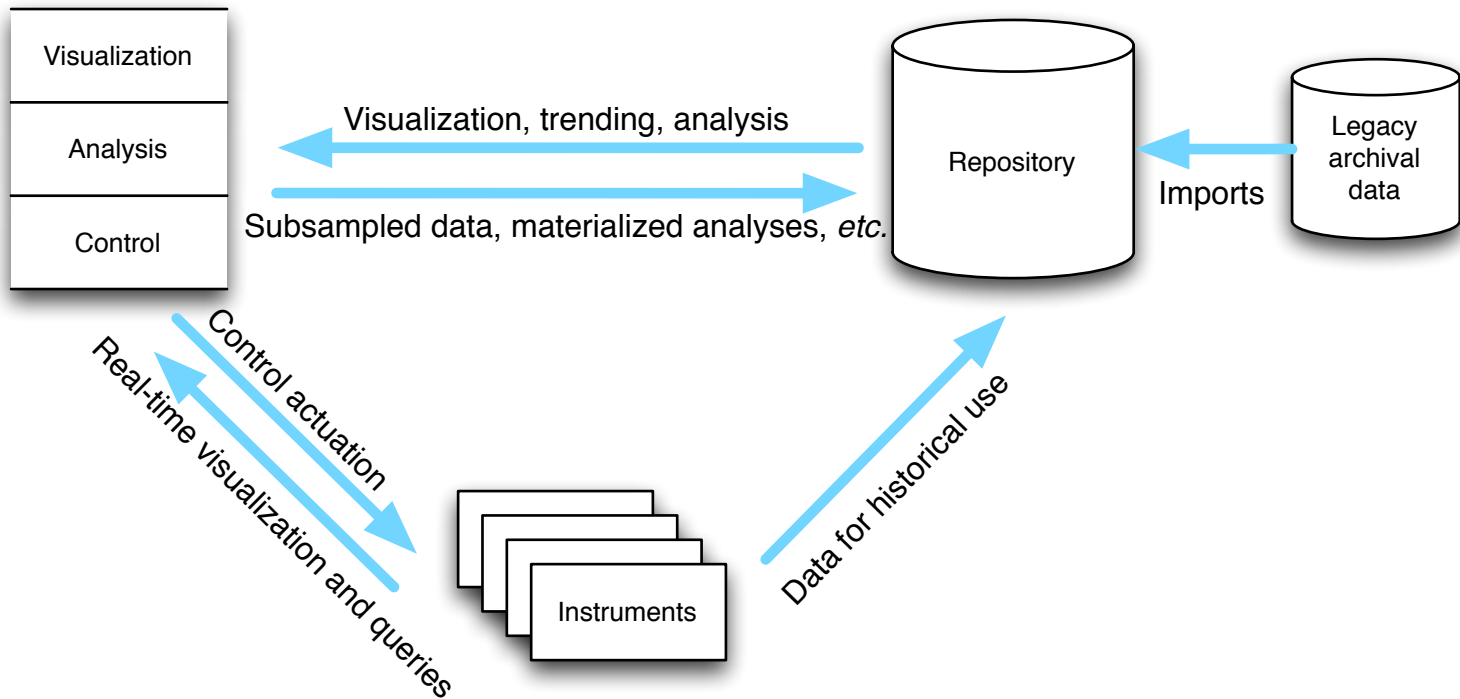 Visualization
Analysis
Control
Visualization, trending, analysis
Subsampled data, materialized analyses, etc.
Repository
Imports
Legacy
archival
data
Control actuation
Real-time visualization and queries
Instruments
Data for historical use